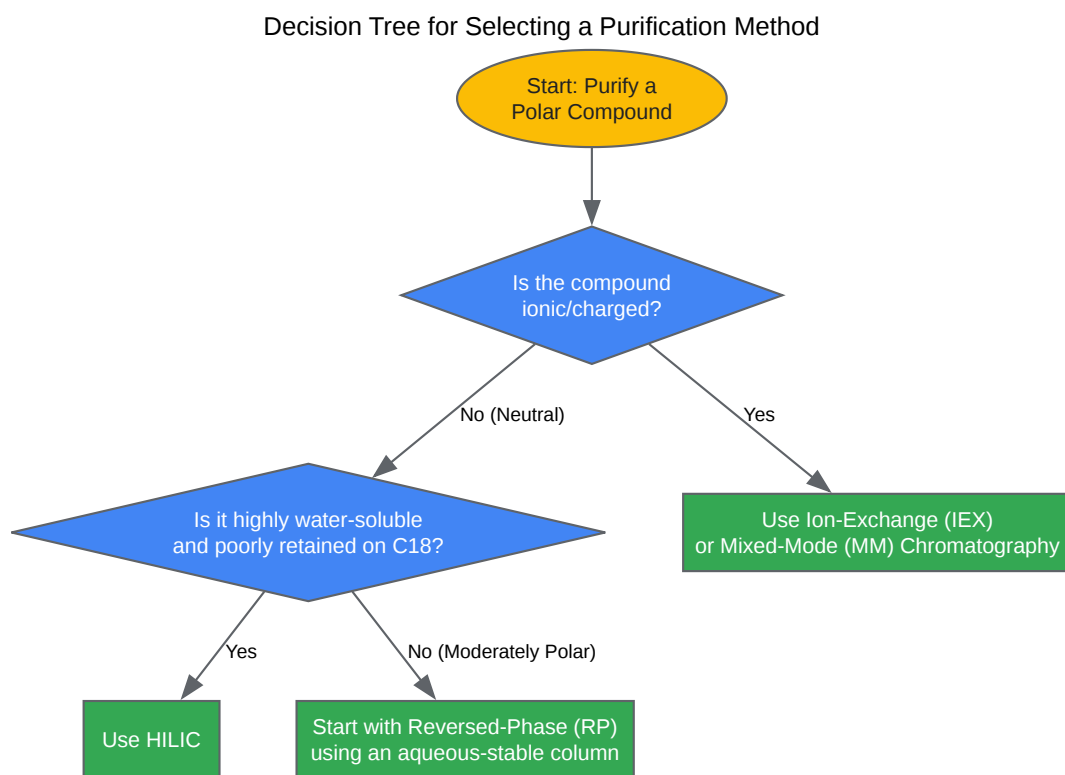 Decision Tree for Selecting a Purification Method
Start: Purify a
Polar Compound
Is the compound
ionic/charged?
No (Neutral)
Yes
Is it highly water-soluble
and poorly retained on C18?
Use Ion-Exchange (IEX)
or Mixed-Mode (MM) Chromatography
Yes
No (Moderately Polar)
Use HILIC
Start with Reversed-Phase (RP)
using an aqueous-stable column